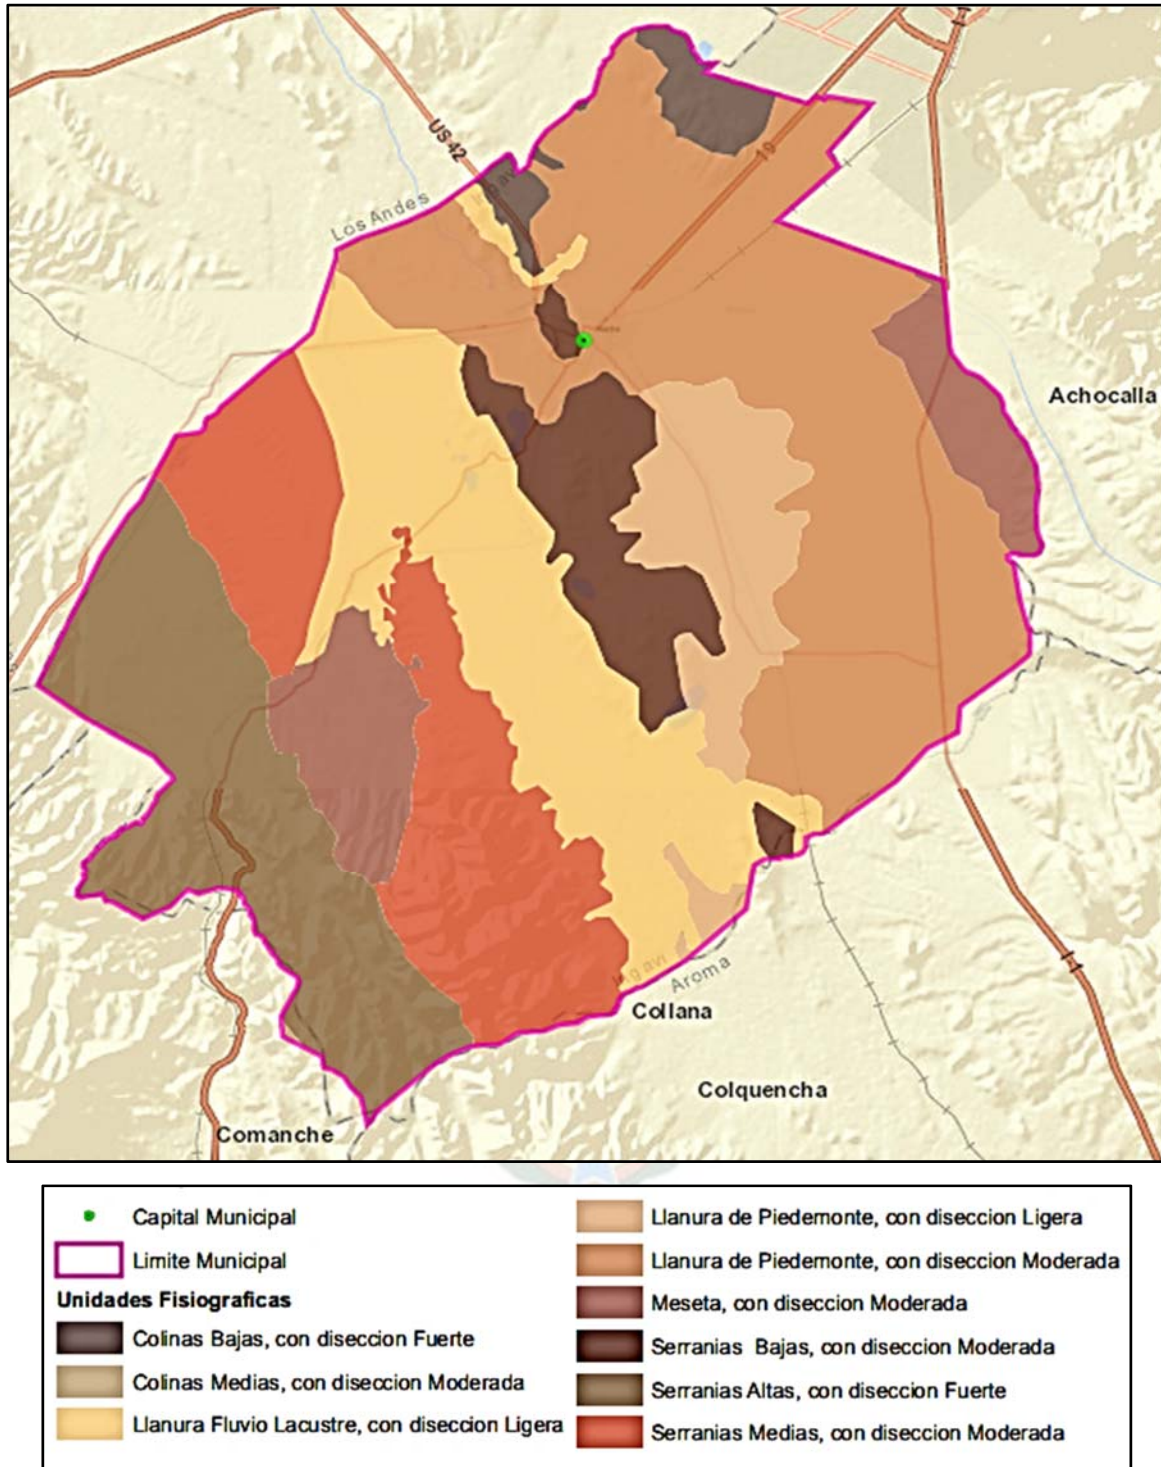 US 42
19
Los Andes
Achocalla
Aroma
Collana
Colquencha
Comanche
Capital Municipal
Limite Municipal
Unidades Fisiograficas
Colinas Bajas, con diseccion Fuerte
Colinas Medias, con diseccion Moderada
Llanura Fluvio Lacustre, con diseccion Ligera
Llanura de Piedemonte, con diseccion Ligera
Llanura de Piedemonte, con diseccion Moderada
Meseta, con diseccion Moderada
Serranias Bajas, con diseccion Moderada
Serranias Altas, con diseccion Fuerte
Serranias Medias, con diseccion Moderada